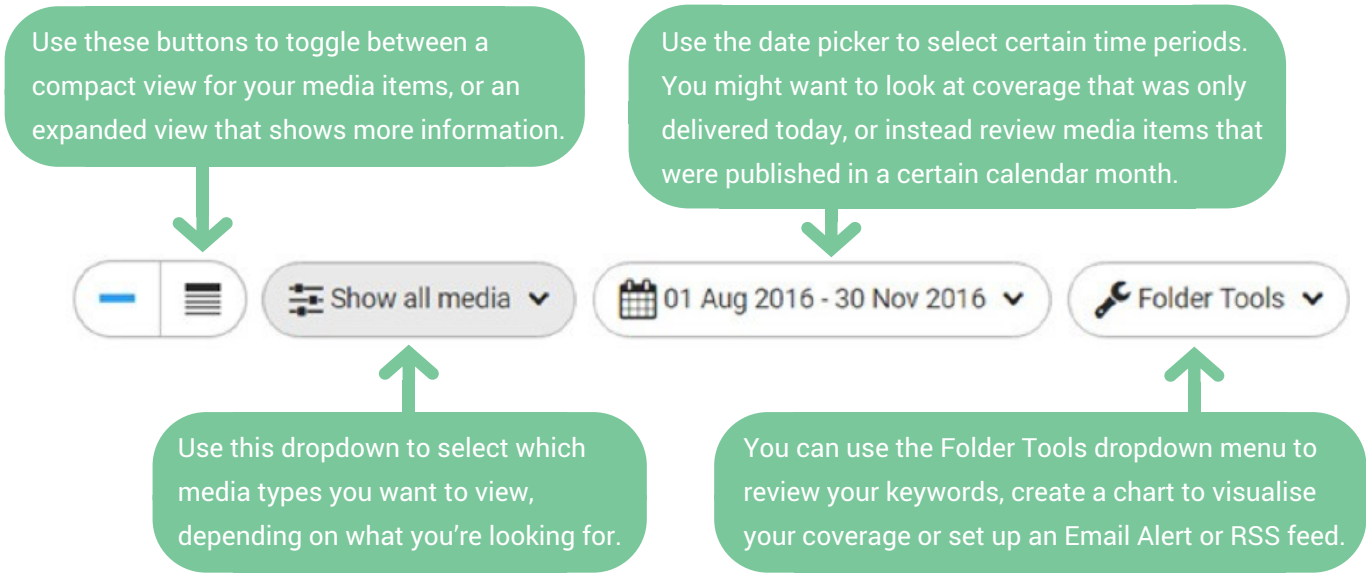 Use these buttons to toggle between a
compact view for your media items, or an
expanded view that shows more information.
Use the date picker to select certain time periods.
You might want to look at coverage that was only
delivered today, or instead review media items that
were published in a certain calendar month.
Show all media
01 Aug 2016 - 30 Nov 2016
Folder Tools
Use this dropdown to select which
media types you want to view,
depending on what you’re looking for.
You can use the Folder Tools dropdown menu to
review your keywords, create a chart to visualise
your coverage or set up an Email Alert or RSS feed.